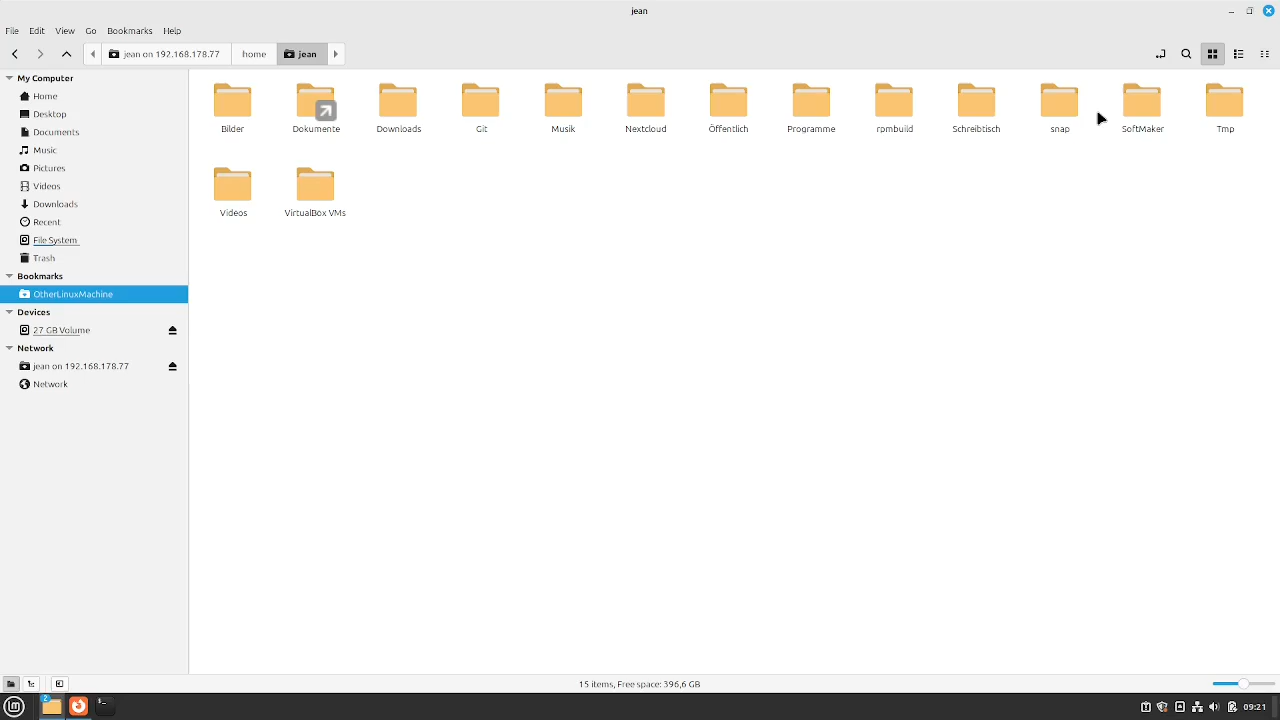 jean
File Edit View Go Bookmarks Help
jean on 192.168.178.77 home jean
My Computer
Home
Desktop
Documents
Music
Pictures
Videos
Downloads
Recent
File System
Trash
Bookmarks
OtherLinuxMachine
Devices
27 GB Volume
Network
jean on 192.168.178.77
Network
Bilder Dokumente Downloads Git Musik Nextcloud Öffentlich Programme rpmbuild Schreibtisch snap SoftMaker Tmp
Videos VirtualBox VMs
15 items, Free space: 396,6 GB
2
09:21